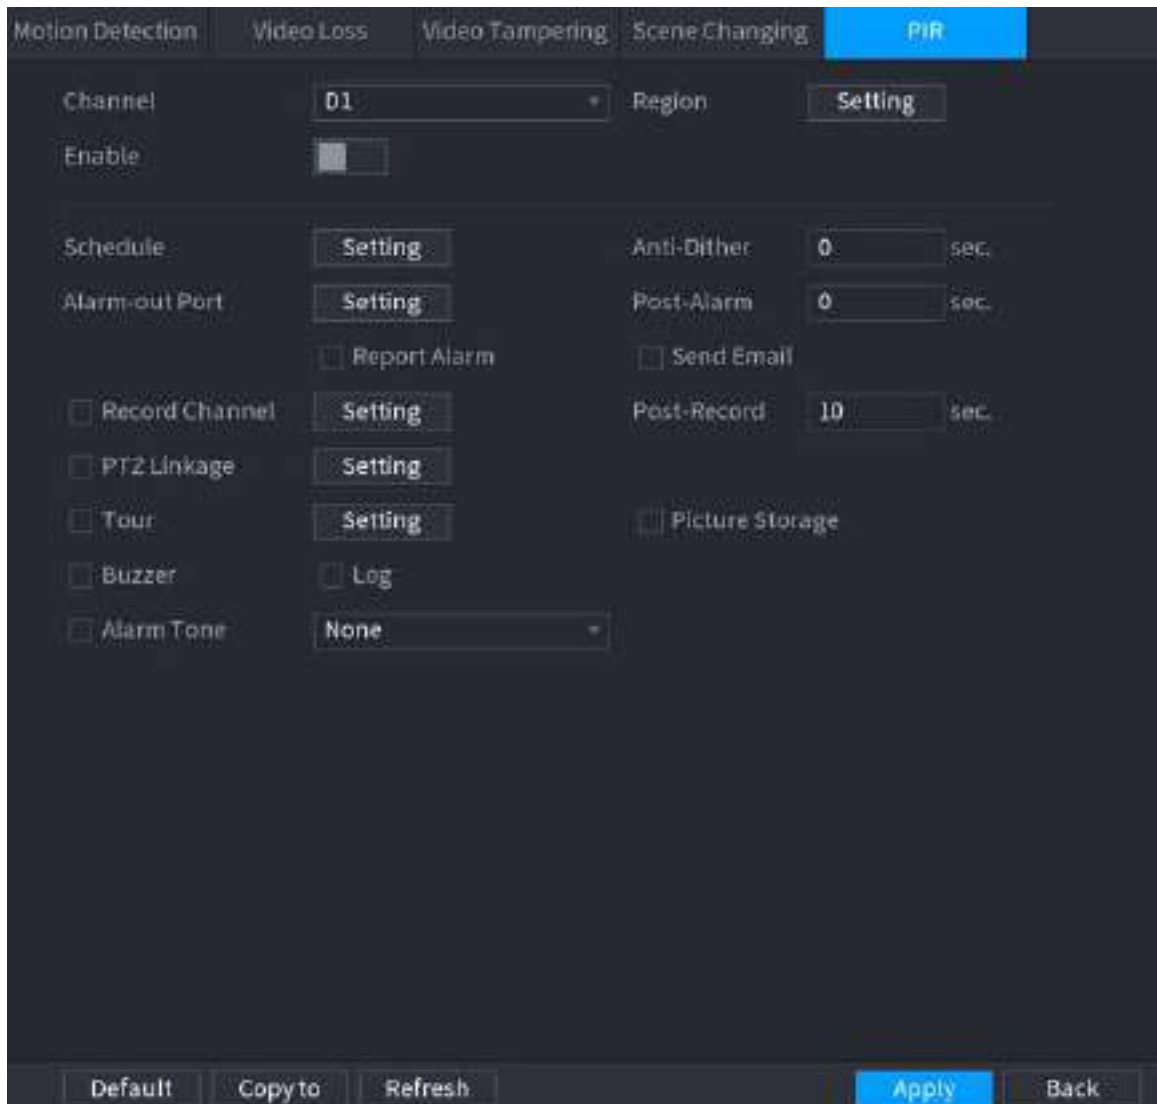 Motion Detection Video Loss Video Tampering Scene Changing PIR
Channel D1 Region Setting
Enable
Schedule Setting Anti-Dither 0 sec.
Alarm-out Port Setting Post-Alarm 0 sec.
Report Alarm Send Email
Record Channel Setting Post-Record 10 sec.
PTZ Linkage Setting
Tour Setting Picture Storage
Buzzer Log
Alarm Tone None
Default Copy to Refresh Apply Back